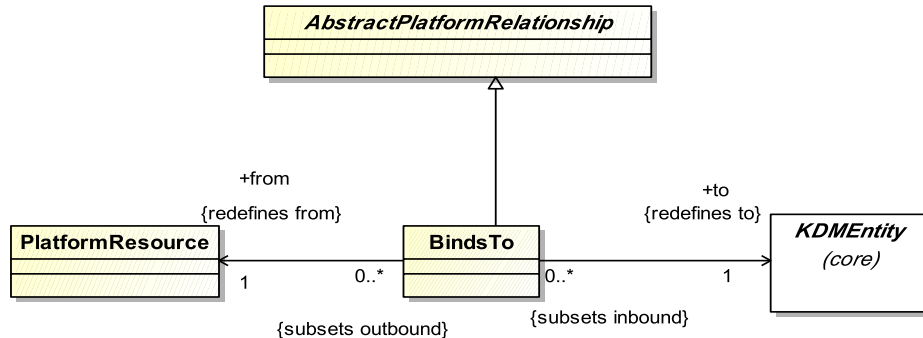 AbstractPlatformRelationship
+from
{redefines from}
+to
{redefines to}
PlatformResource
BindsTo
KDMEntity
(core)
1
0..*
0..*
1
{subsets outbound}
{subsets inbound}